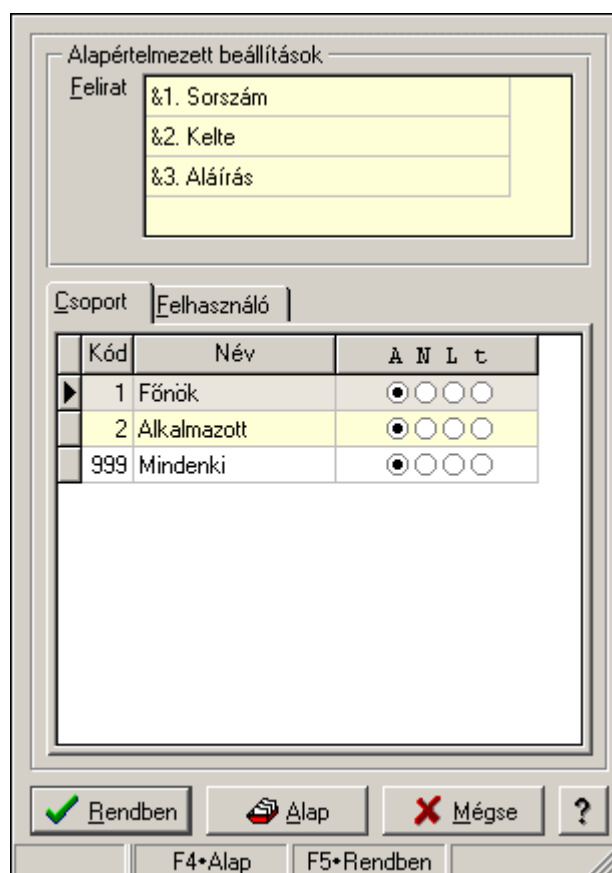 Alapértelmezett beállítások
Felirat
&1. Sorszám
&2. Kelte
&3. Aláírás
Csoport Felhasználó
Kód Név A N L t
1 Főnök
2 Alkalmazott
999 Mindenki
Rendben Alap Mégse ?
F4•Alap F5•Rendben